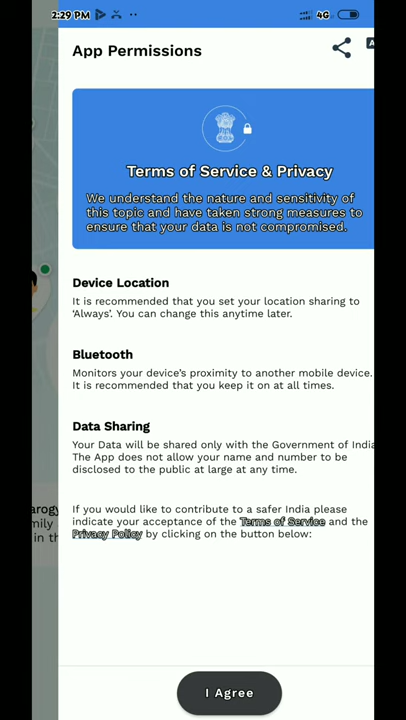 2:29 PM
4G
App Permissions
Terms of Service & Privacy
We understand the nature and sensitivity of
this topic and have taken strong measures to
ensure that your data is not compromised.
Device Location
It is recommended that you set your location sharing to
‘Always’. You can change this anytime later.
Bluetooth
Monitors your device’s proximity to another mobile device.
It is recommended that you keep it on at all times.
Data Sharing
Your Data will be shared only with the Government of India
The App does not allow your name and number to be
disclosed to the public at large at any time.
If you would like to contribute to a safer India please
indicate your acceptance of the Terms of Service and the
Privacy Policy by clicking on the button below:
I Agree